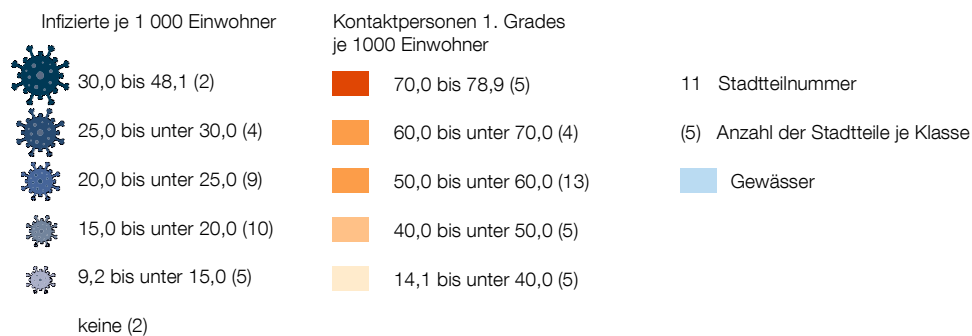 Infizierte je 1 000 Einwohner
30,0 bis 48,1 (2)
25,0 bis unter 30,0 (4)
20,0 bis unter 25,0 (9)
15,0 bis unter 20,0 (10)
9,2 bis unter 15,0 (5)
keine (2)
Kontaktpersonen 1. Grades
je 1000 Einwohner
70,0 bis 78,9 (5)
60,0 bis unter 70,0 (4)
50,0 bis unter 60,0 (13)
40,0 bis unter 50,0 (5)
14,1 bis unter 40,0 (5)
11 Stadtteilnummer
(5) Anzahl der Stadtteile je Klasse
Gewässer